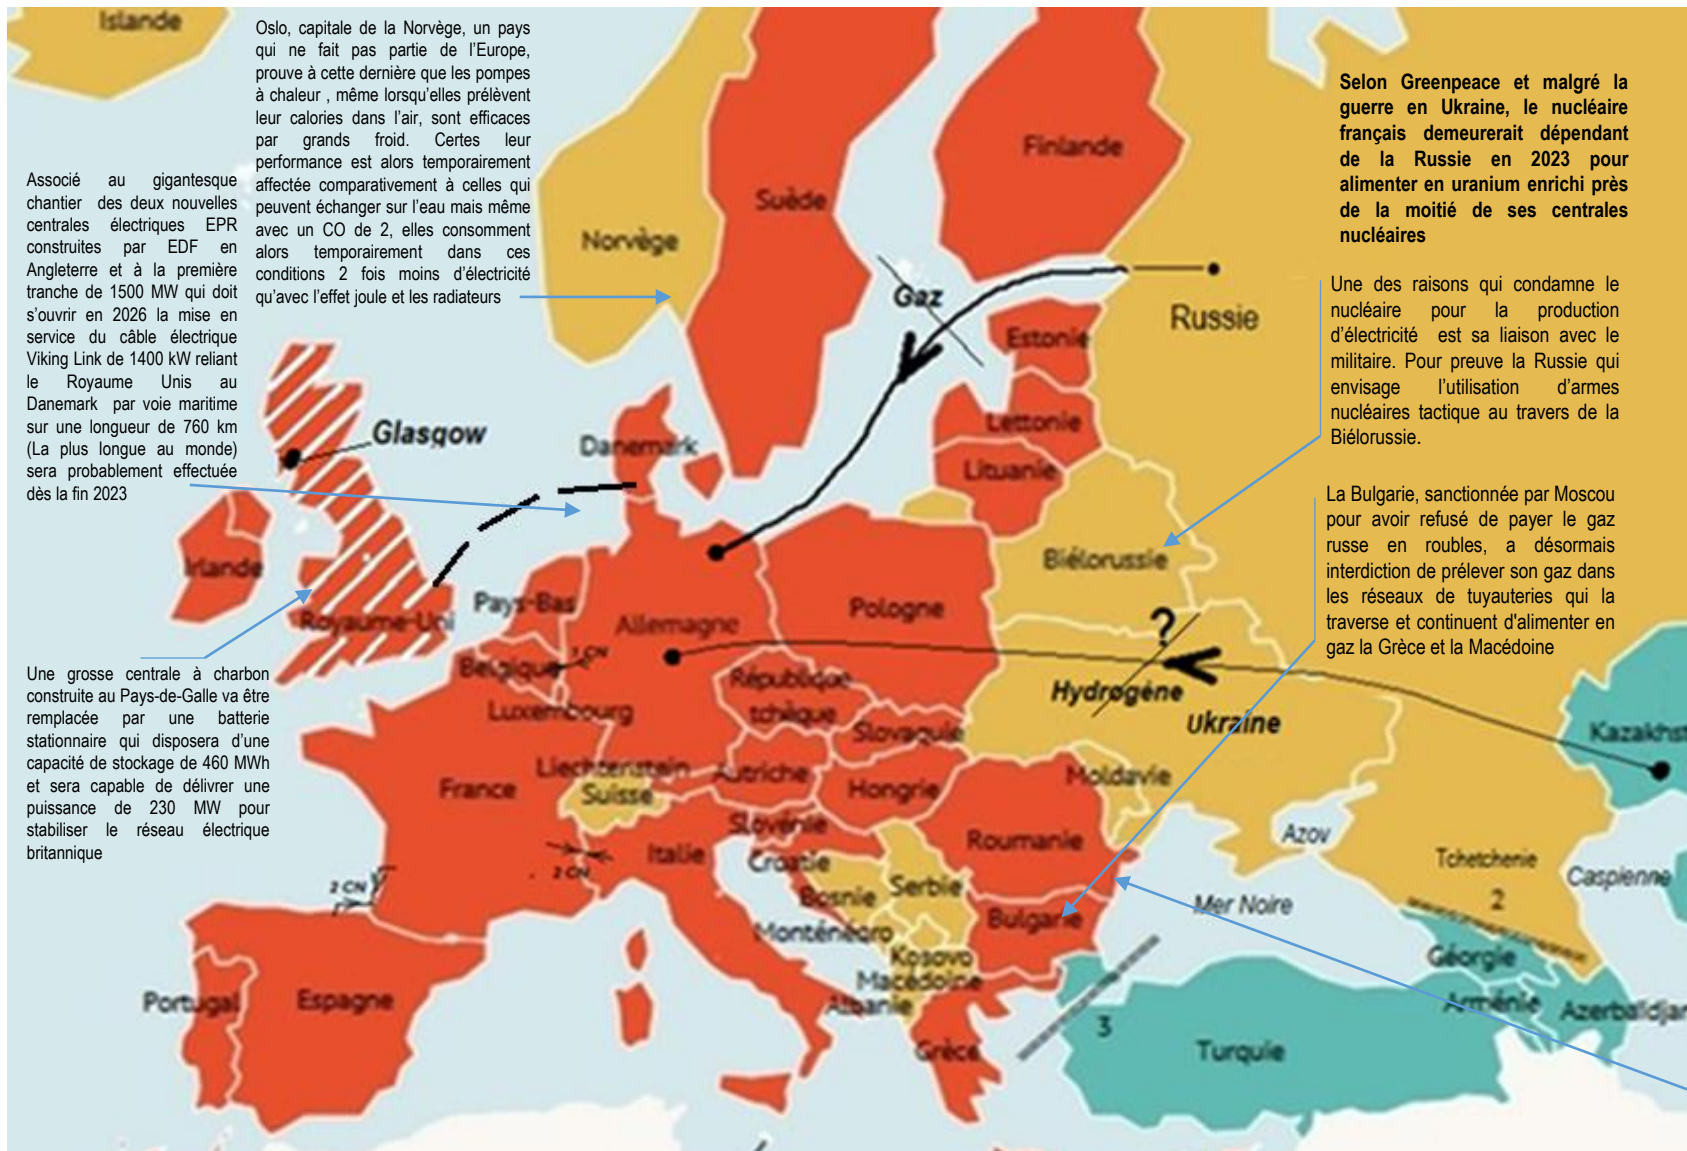 Islande
Oslo, capitale de la Norvège, un pays
qui ne fait pas partie de l’Europe,
prouve à cette dernière que les pompes
à chaleur , même lorsqu’elles prélèvent
leur calories dans l’air, sont efficaces
par grands froid. Certes leur
performance est alors temporairement
affectée comparativement à celles qui
peuvent échanger sur l’eau mais même
avec un CO de 2, elles consomment
alors temporairement dans ces
conditions 2 fois moins d’électricité
qu’avec l’effet joule et les radiateurs
Associé au gigantesque
chantier des deux nouvelles
centrales électriques EPR
construites par EDF en
Angleterre et à la première
tranche de 1500 MW qui doit
s’ouvrir en 2026 la mise en
service du câble électrique
Viking Link de 1400 kW reliant
le Royaume Unis au
Danemark par voie maritime
sur une longueur de 760 km
(La plus longue au monde)
sera probablement effectuée
dès la fin 2023
Une grosse centrale à charbon
construite au Pays-de-Galle va être
remplacée par une batterie
stationnaire qui disposera d’une
capacité de stockage de 460 MWh
et sera capable de délivrer une
puissance de 230 MW pour
stabiliser le réseau électrique
britannique
Selon Greenpeace et malgré la
guerre en Ukraine, le nucléaire
français demeurerait dépendant
de la Russie en 2023 pour
alimenter en uranium enrichi près
de la moitié de ses centrales
nucléaires
Une des raisons qui condamne le
nucléaire pour la production
d’électricité est sa liaison avec le
militaire. Pour preuve la Russie qui
envisage l’utilisation d’armes
nucléaires tactique au travers de la
Biélorussie.
La Bulgarie, sanctionnée par Moscou
pour avoir refusé de payer le gaz
russe en roubles, a désormais
interdiction de prélever son gaz dans
les réseaux de tuyauteries qui la
traverse et continuent d'alimenter en
gaz la Grèce et la Macédoine
Finlande
Suède
Norvège
Gaz
Russie
Estonie
Lettonie
Lituanie
Glasgow
Danemark
Biélorussie
Irlande
Royaume-Uni
Pays-Bas
Allemagne
Pologne
?
Belgique
1 CN
Hydrogéne
Ukraine
Luxembourg
République
tchèque
Slovaquie
Kazakhst
Liechtenstein
Suisse
Autriche
Hongrie
Moldavie
France
Slovénie
Italie
Croatie
Roumanie
Azov
Tchetchenie
2
Caspienne
2 CN
2 CN
Bosnie
Serbie
Bulgarie
Mer Noire
Monténégro
Kosovo
Macédoine
Albanie
Géorgie
Arménie
Azerbaïdjan
Portugal
Espagne
Grèce
3
Turquie